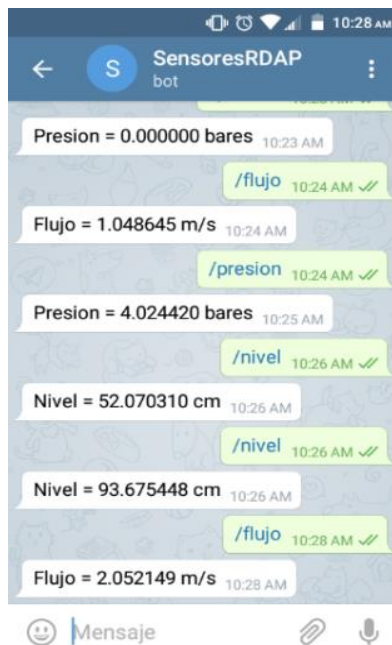 10:28 AM
S
SensoresRDAP
bot
Presion = 0.000000 bares 10:23 AM
/flujo 10:24 AM
Flujo = 1.048645 m/s 10:24 AM
/presion 10:24 AM
Presion = 4.024420 bares 10:25 AM
/nivel 10:26 AM
Nivel = 52.070310 cm 10:26 AM
/nivel 10:26 AM
Nivel = 93.675448 cm 10:26 AM
/flujo 10:28 AM
Flujo = 2.052149 m/s 10:28 AM
Mensaje